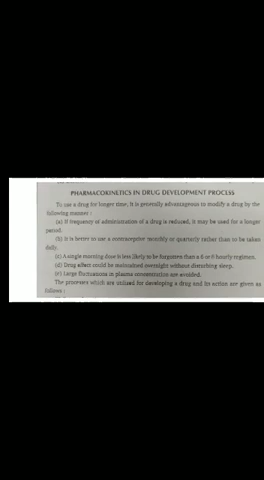 PHARMACOKINETICS IN DRUG DEVELOPMENT PROCESS
To use a drug for longer time, it is generally advantageous to modify a drug by the
following manner :
(a) If frequency of administration of a drug is reduced, it may be used for a longer
period.
(b) It is better to use a contraceptive monthly or quarterly rather than to be taken
daily.
(c) A single morning dose is less likely to be forgotten than a 6 or 8 hourly regimen.
(d) Drug effect could be maintained overnight without disturbing sleep.
(e) Large fluctuations in plasma concentration are avoided.
The processes which are utilized for developing a drug and its action are given as
follows :